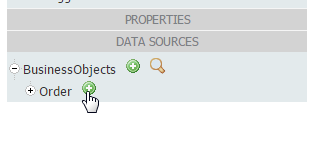 PROPERTIES
DATA SOURCES
BusinessObjects
Order